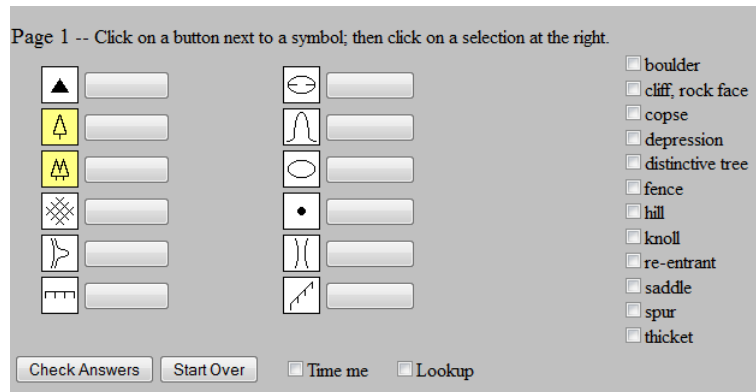 Page 1 -- Click on a button next to a symbol; then click on a selection at the right.
boulder
cliff, rock face
copse
depression
distinctive tree
fence
hill
knoll
re-entrant
saddle
spur
thicket
Check Answers Start Over Time me Lookup